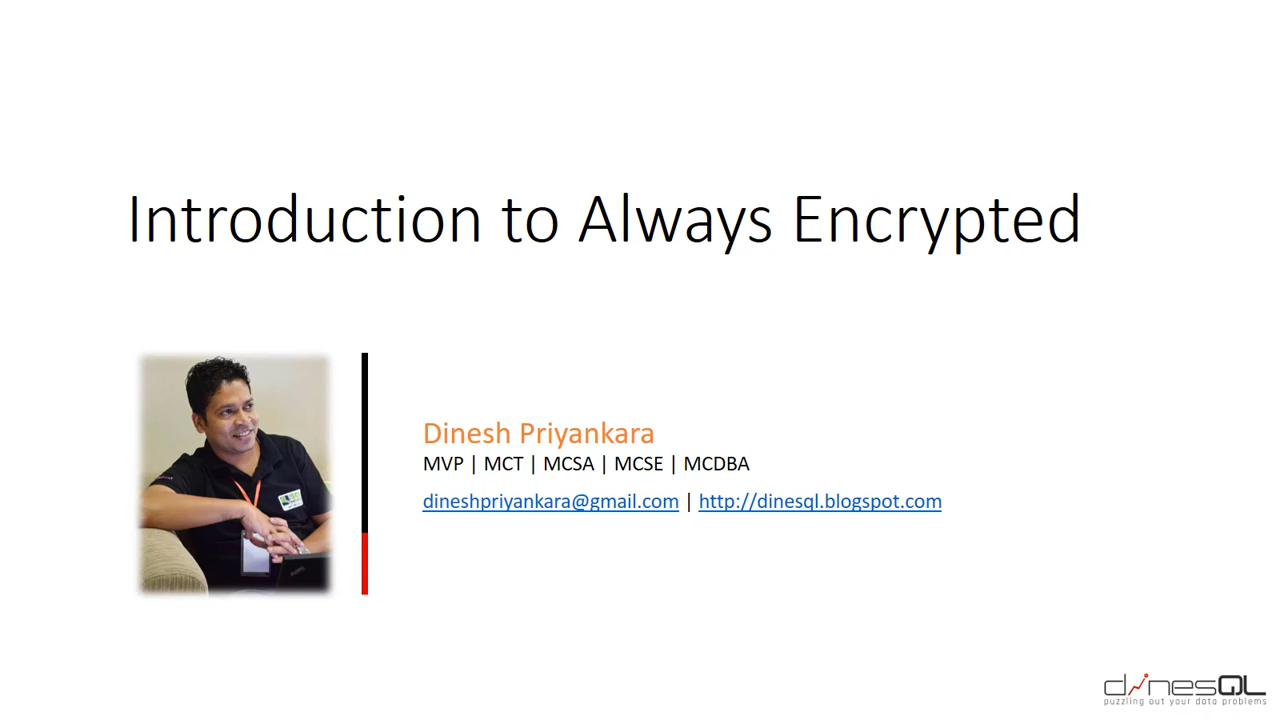 Introduction to Always Encrypted
Dinesh Priyankara
MVP | MCT | MCSA | MCSE | MCDBA
dineshpriyankara@gmail.com | http://dinesql.blogspot.com
dinesQL
puzzling out your data problems